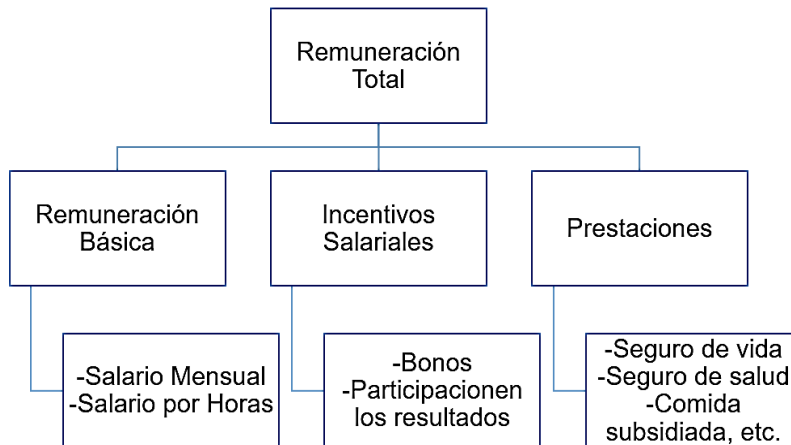 Remuneración
Total
Remuneración
Básica
Incentivos
Salariales
Prestaciones
-Salario Mensual
-Salario por Horas
-Bonos
-Participacionen
los resultados
-Seguro de vida
-Seguro de salud
-Comida
subsidiada, etc.